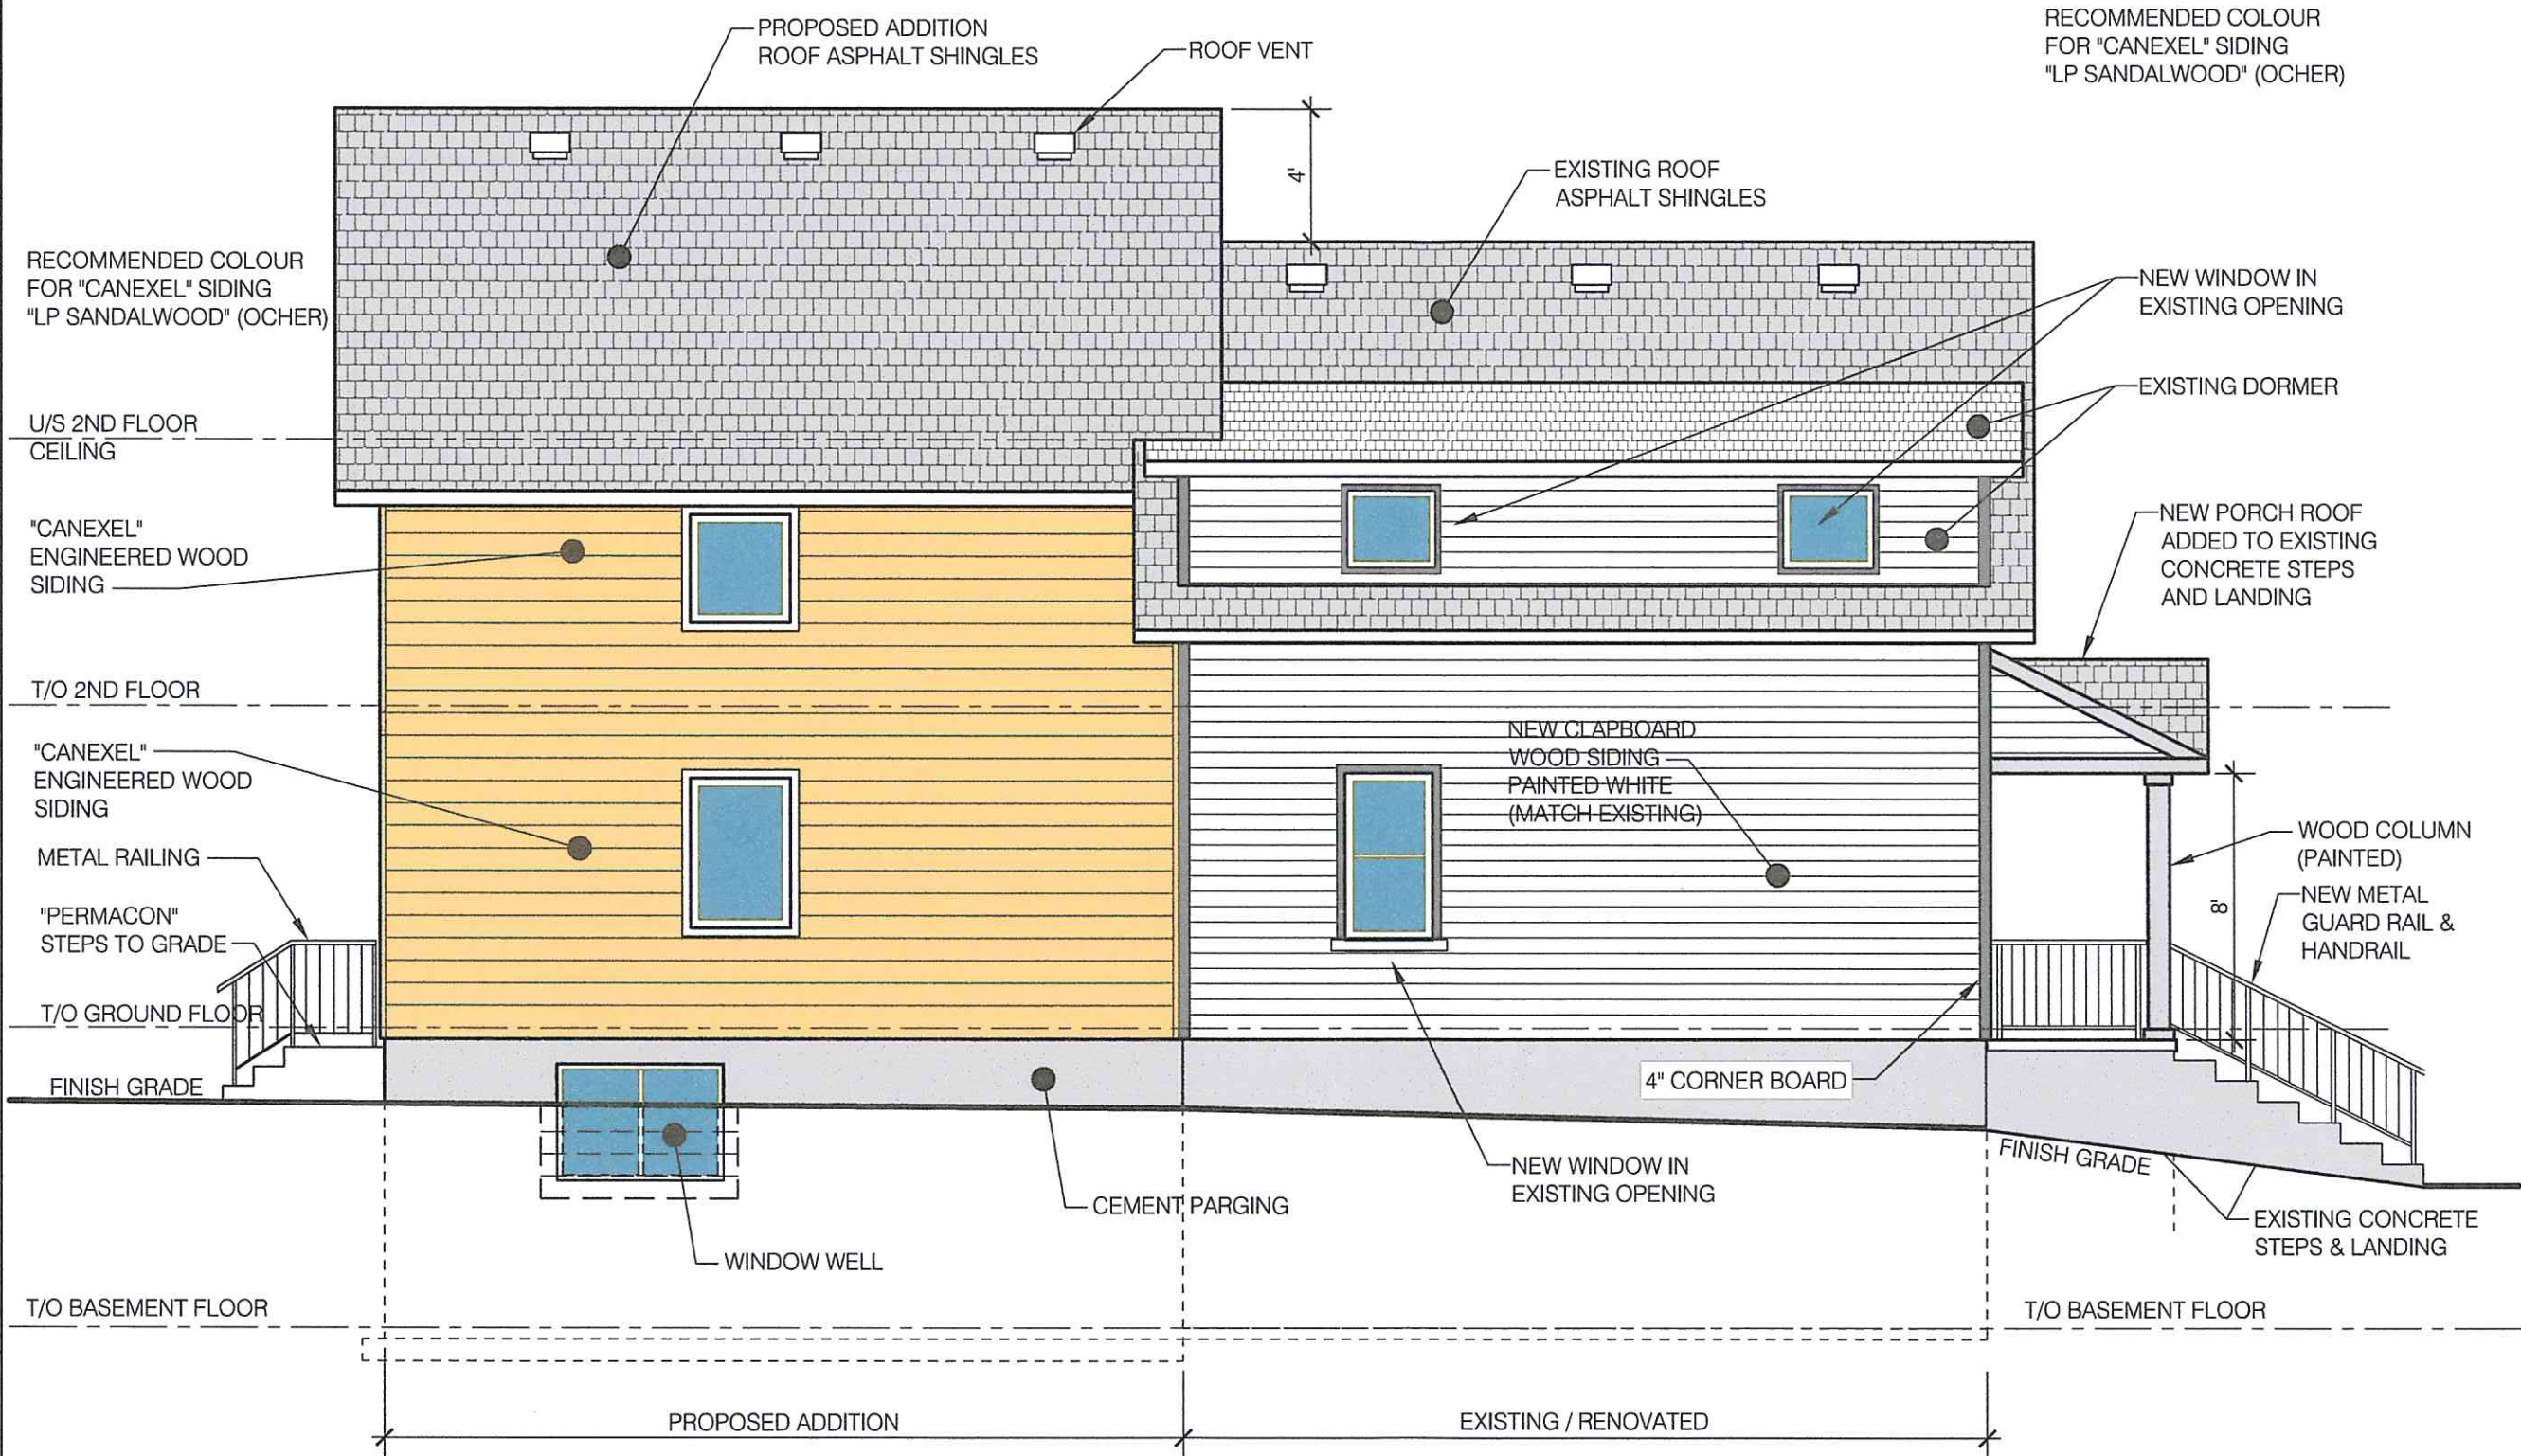 PROPOSED ADDITION
ROOF ASPHALT SHINGLES
ROOF VENT
RECOMMENDED COLOUR
FOR "CANEXEL" SIDING
"LP SANDALWOOD" (OCHER)
4'
EXISTING ROOF
ASPHALT SHINGLES
RECOMMENDED COLOUR
FOR "CANEXEL" SIDING
"LP SANDALWOOD" (OCHER)
NEW WINDOW IN
EXISTING OPENING
EXISTING DORMER
U/S 2ND FLOOR
CEILING
"CANEXEL"
ENGINEERED WOOD
SIDING
NEW PORCH ROOF
ADDED TO EXISTING
CONCRETE STEPS
AND LANDING
T/O 2ND FLOOR
"CANEXEL"
ENGINEERED WOOD
SIDING
NEW CLAPBOARD
WOOD SIDING
PAINTED WHITE
(MATCH EXISTING)
METAL RAILING
WOOD COLUMN
(PAINTED)
"PERMACON"
STEPS TO GRADE
8'
NEW METAL
GUARD RAIL &
HANDRAIL
T/O GROUND FLOOR
FINISH GRADE
4" CORNER BOARD
FINISH GRADE
NEW WINDOW IN
EXISTING OPENING
CEMENT PARGING
EXISTING CONCRETE
STEPS & LANDING
WINDOW WELL
T/O BASEMENT FLOOR
T/O BASEMENT FLOOR
PROPOSED ADDITION
EXISTING / RENOVATED